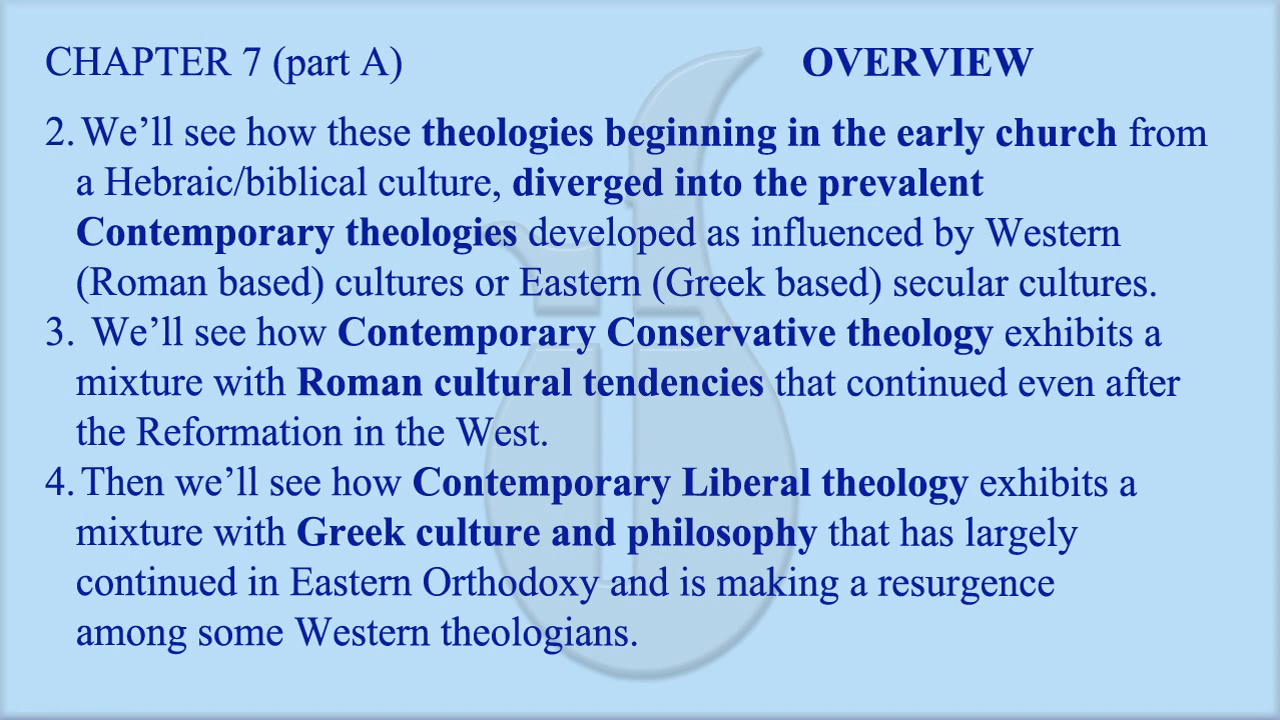 CHAPTER 7 (part A) OVERVIEW
2. We’ll see how these theologies beginning in the early church from
a Hebraic/biblical culture, diverged into the prevalent
Contemporary theologies developed as influenced by Western
(Roman based) cultures or Eastern (Greek based) secular cultures.
3. We’ll see how Contemporary Conservative theology exhibits a
mixture with Roman cultural tendencies that continued even after
the Reformation in the West.
4. Then we’ll see how Contemporary Liberal theology exhibits a
mixture with Greek culture and philosophy that has largely
continued in Eastern Orthodoxy and is making a resurgence
among some Western theologians.